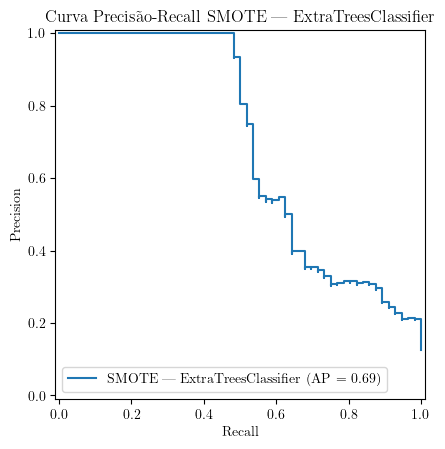 Curva Precisão-Recall SMOTE — ExtraTreesClassifier
1.0
0.8
0.6
0.4
0.2
0.0
Precision
SMOTE — ExtraTreesClassifier (AP = 0.69)
0.0 0.2 0.4 0.6 0.8 1.0
Recall